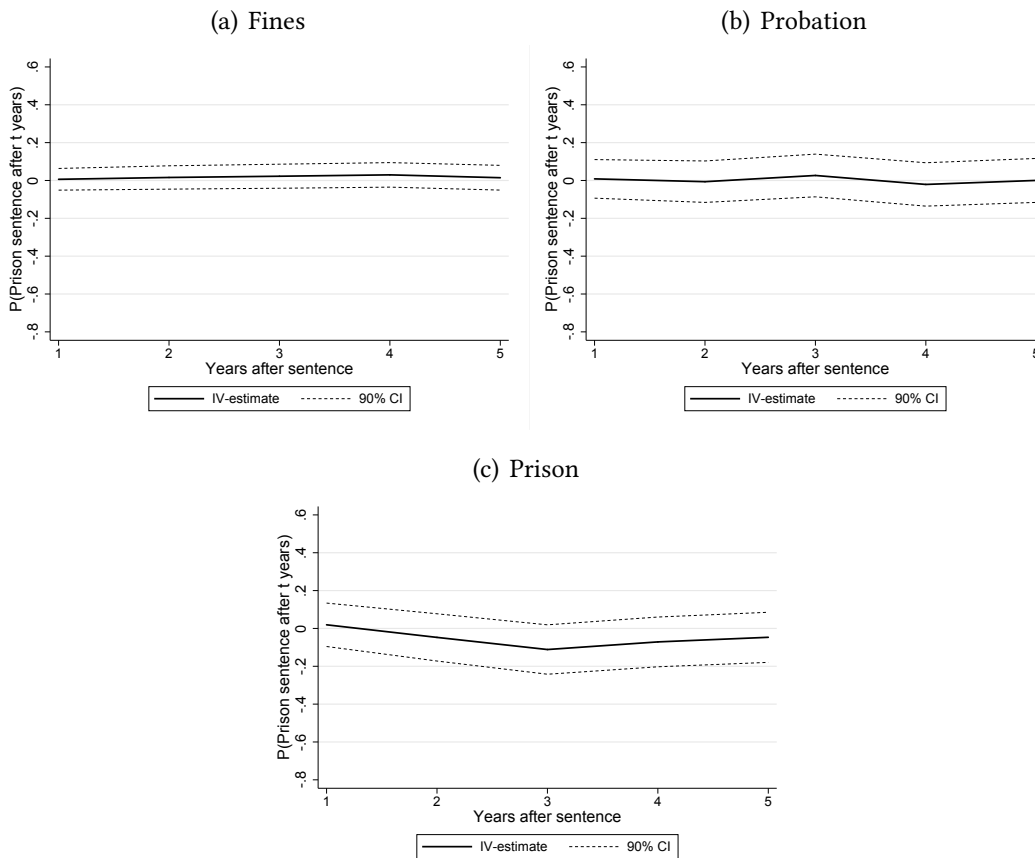 (a) Fines
P(Prison sentence after t years)
.6
.4
.2
0
-.2
-.4
-.6
-.8
1 2 3 4 5
Years after sentence
IV-estimate 90% CI
(b) Probation
P(Prison sentence after t years)
.6
.4
.2
0
-.2
-.4
-.6
-.8
1 2 3 4 5
Years after sentence
IV-estimate 90% CI
(c) Prison
P(Prison sentence after t years)
.6
.4
.2
0
-.2
-.4
-.6
-.8
1 2 3 4 5
Years after sentence
IV-estimate 90% CI